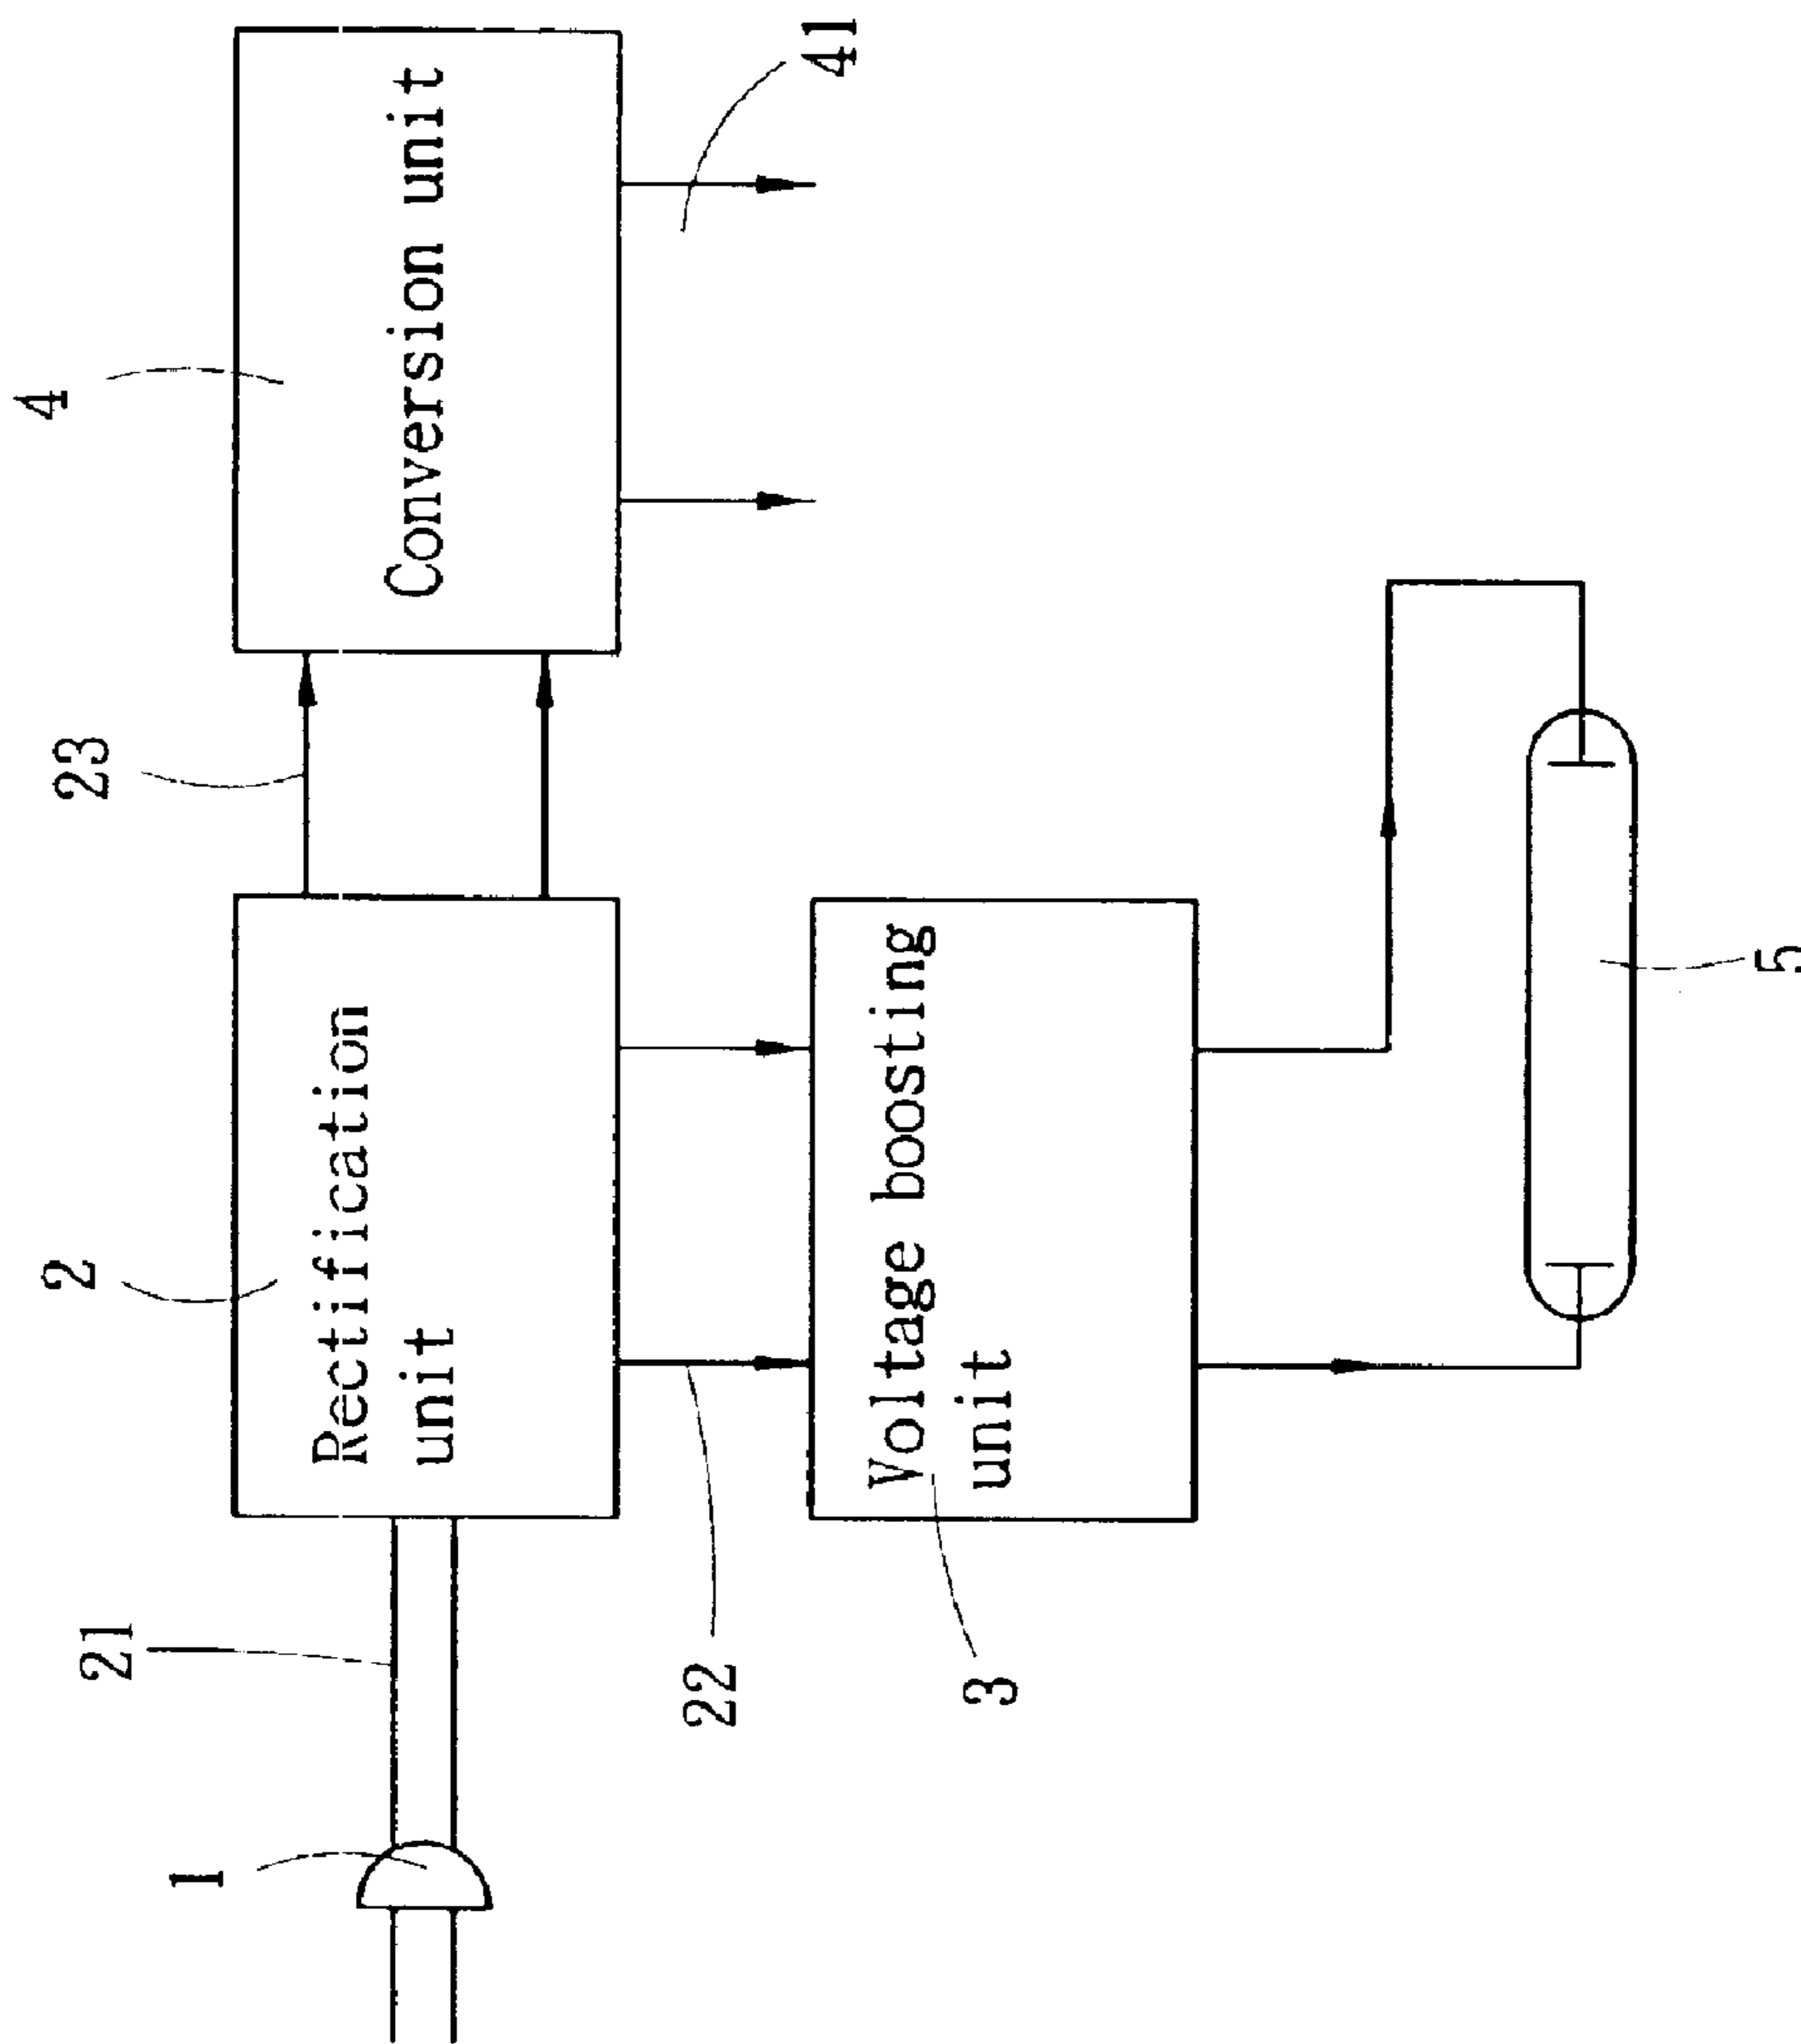 4
Conversion unit
41
23
2
Rectification
unit
21
1
22
Voltage boosting
unit
3
5